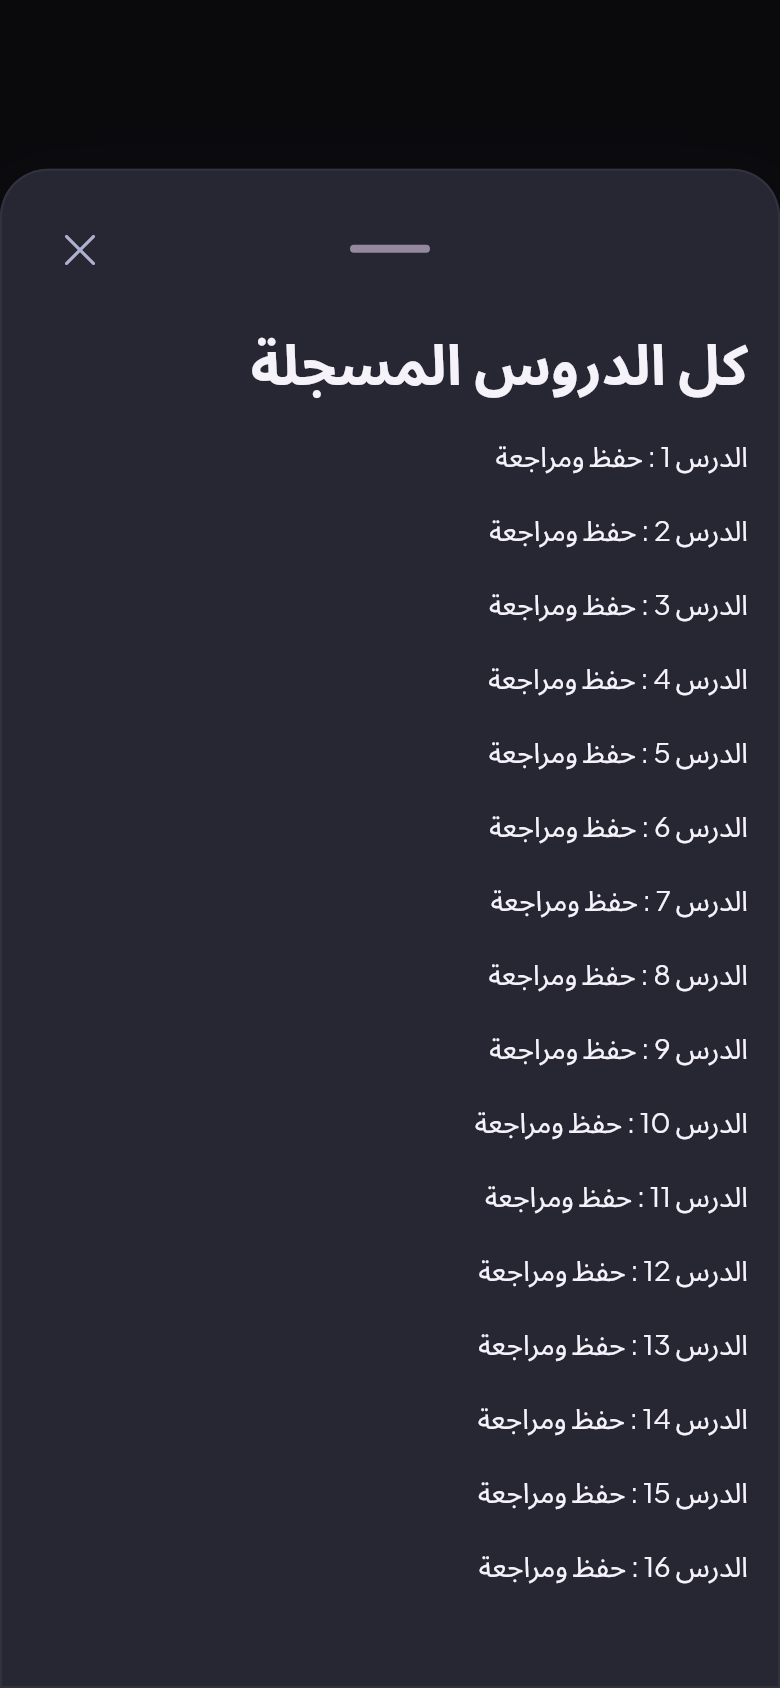 كل الدروس المسجلة
الدرس 1 : حفظ ومراجعة
الدرس 2 : حفظ ومراجعة
الدرس 3 : حفظ ومراجعة
الدرس 4 : حفظ ومراجعة
الدرس 5 : حفظ ومراجعة
الدرس 6 : حفظ ومراجعة
الدرس 7 : حفظ ومراجعة
الدرس 8 : حفظ ومراجعة
الدرس 9 : حفظ ومراجعة
الدرس 10 : حفظ ومراجعة
الدرس 11 : حفظ ومراجعة
الدرس 12 : حفظ ومراجعة
الدرس 13 : حفظ ومراجعة
الدرس 14 : حفظ ومراجعة
الدرس 15 : حفظ ومراجعة
الدرس 16 : حفظ ومراجعة